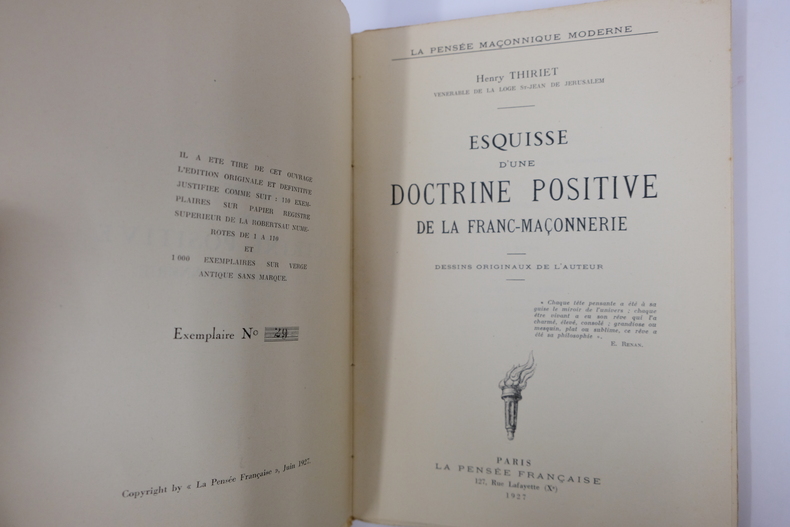 IL A ETE TIRE DE CET OUVRAGE
L'EDITION ORIGINALE ET DEFINITIVE
JUSTIFIEE COMME SUIT : 110 EXEM-
PLAIRES SUR PAPIER REGISTRE
SUPERIEUR DE LA ROBERTSAU NUME-
ROTES DE 1 A 110
ET
1 000 EXEMPLAIRES SUR VERGE
ANTIQUE SANS MARQUE.
Exemplaire No 29
Copyright by « La Pensée Française », Juin 1927.
LA PENSÉE MAÇONNIQUE MODERNE
Henry THIRIET
VENERABLE DE LA LOGE St-JEAN DE JERUSALEM
ESQUISSE
D'UNE
DOCTRINE POSITIVE
DE LA FRANC-MAÇONNERIE
DESSINS ORIGINAUX DE L'AUTEUR
« Chaque tête pensante a été à sa
guise le miroir de l'univers ; chaque
être vivant a eu son rêve qui l'a
charmé, élevé, consolé ; grandiose ou
mesquin, plat ou sublime, ce rêve a
été sa philosophie ».
E. RENAN.
PARIS
LA PENSÉE FRANÇAISE
127, Rue Lafayette (Xe)
1927